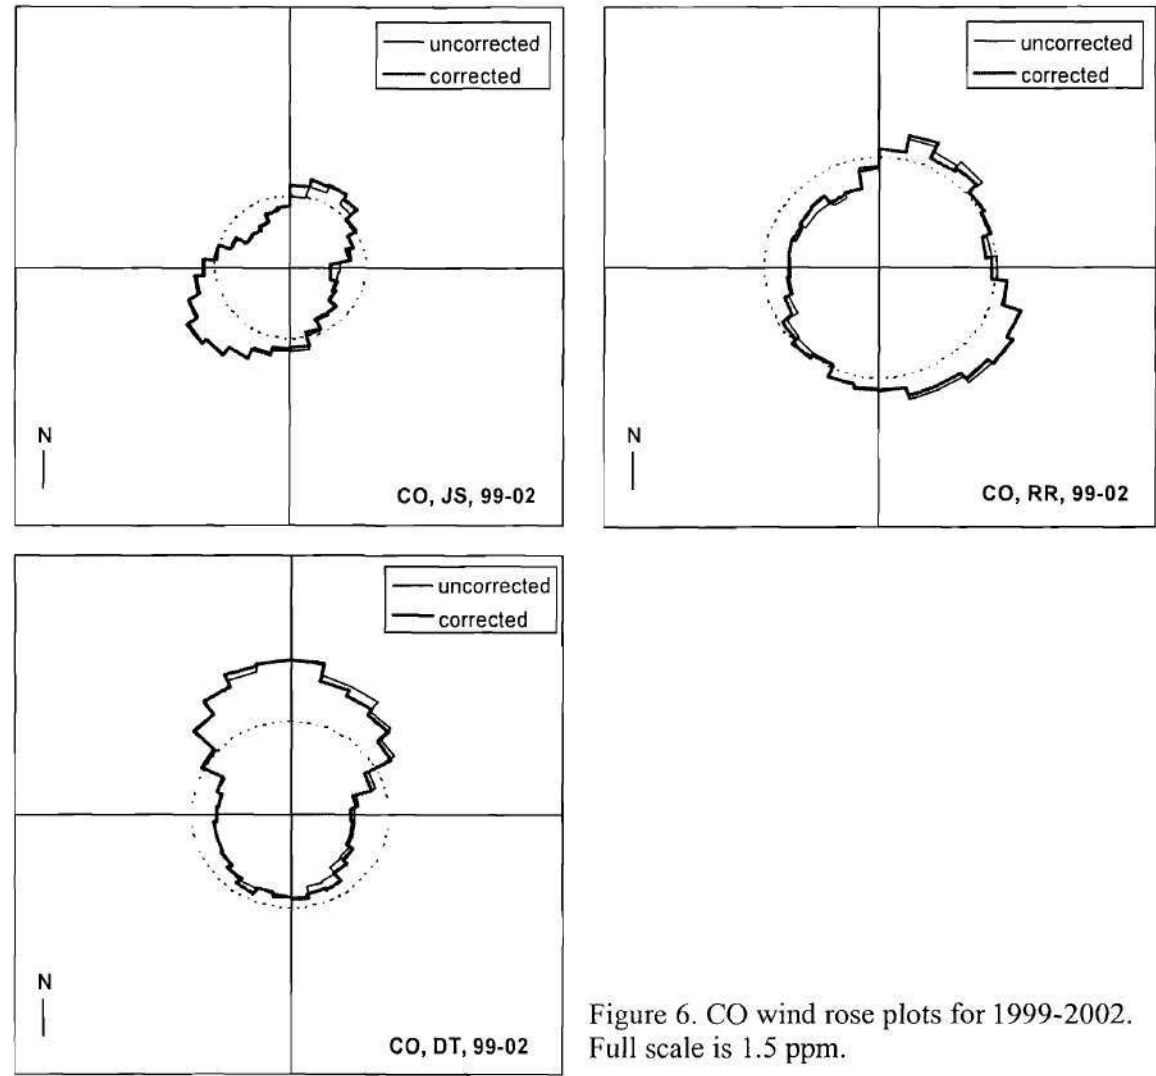 uncorrected
corrected
N
CO, JS, 99-02
uncorrected
corrected
N
CO, RR, 99-02
uncorrected
corrected
N
CO, DT, 99-02
Figure 6. CO wind rose plots for 1999-2002.
Full scale is 1.5 ppm.